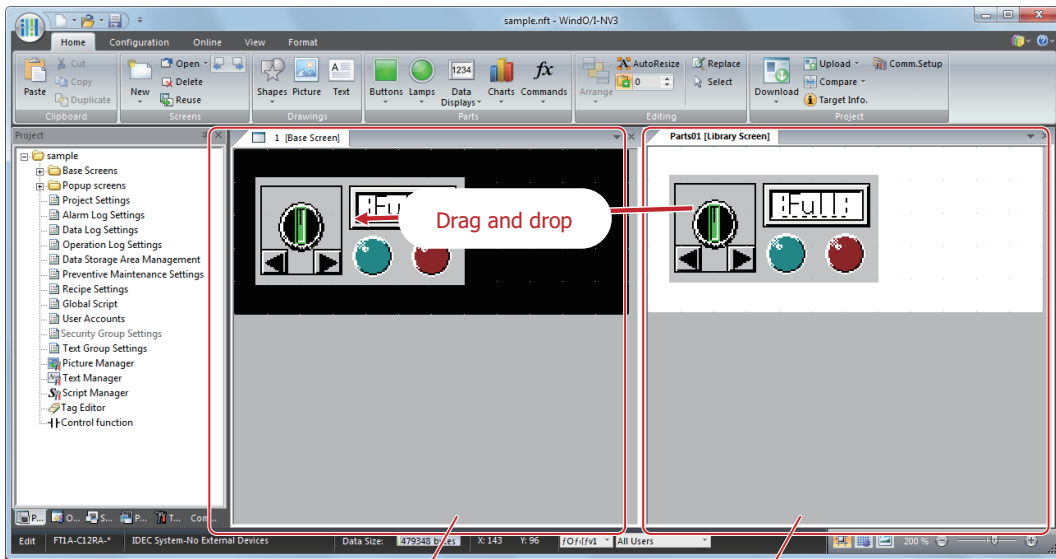 sample.nft - WindO/I-NV3
Home Configuration Online View Format
Paste
Cut
Copy
Duplicate
Clipboard
New
Open
Delete
Reuse
Screens
Shapes Picture Text
Drawings
Buttons Lamps Data Displays Charts Commands
1234
fx
Parts
Arrange
AutoResize
0
Replace
Select
Editing
Download
Upload
Compare
Target Info.
Comm.Setup
Project
Project
sample
Base Screens
Popup screens
Project Settings
Alarm Log Settings
Data Log Settings
Operation Log Settings
Data Storage Area Management
Preventive Maintenance Settings
Recipe Settings
Global Script
User Accounts
Security Group Settings
Text Group Settings
Picture Manager
Text Manager
Script Manager
Tag Editor
Control function
P... O... S... P... T... Com...
1 [Base Screen]
Drag and drop
Parts01 [Library Screen]
Full
Edit FT1A-C12RA-* IDEC System-No External Devices Data Size: 479348 bytes X: 143 Y: 96 All Users 200 %